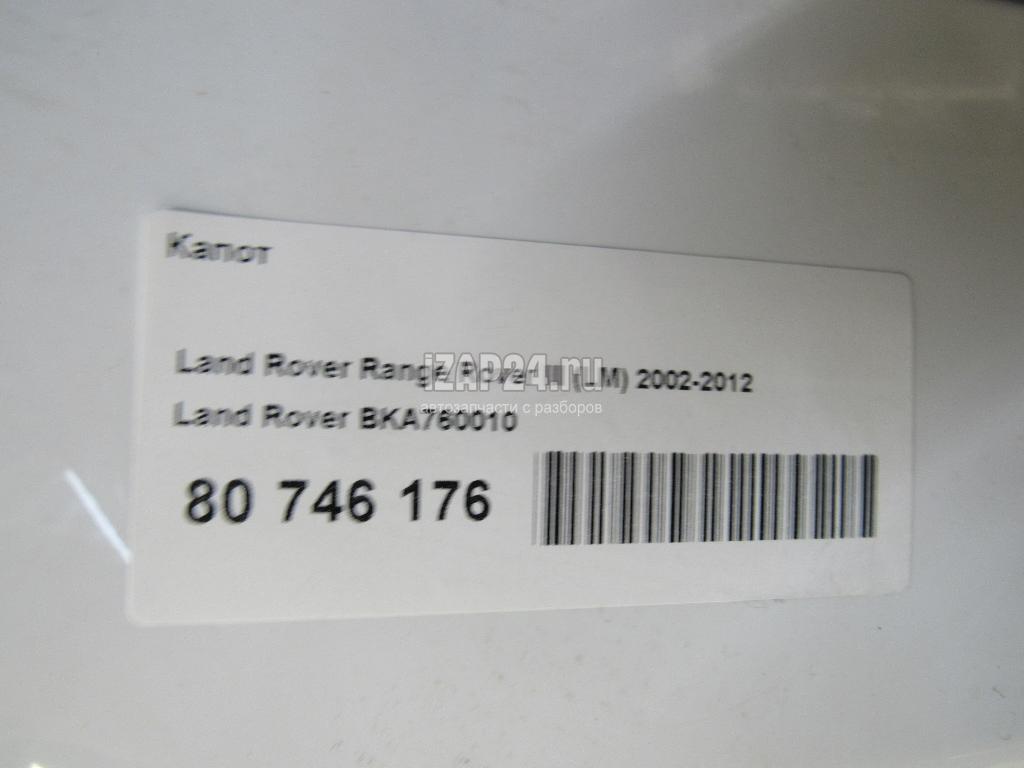 Капот
Land Rover Range Rover III (LM) 2002-2012
iZAP24.ru
автозапчасти с разборов
Land Rover BKA760010
80 746 176